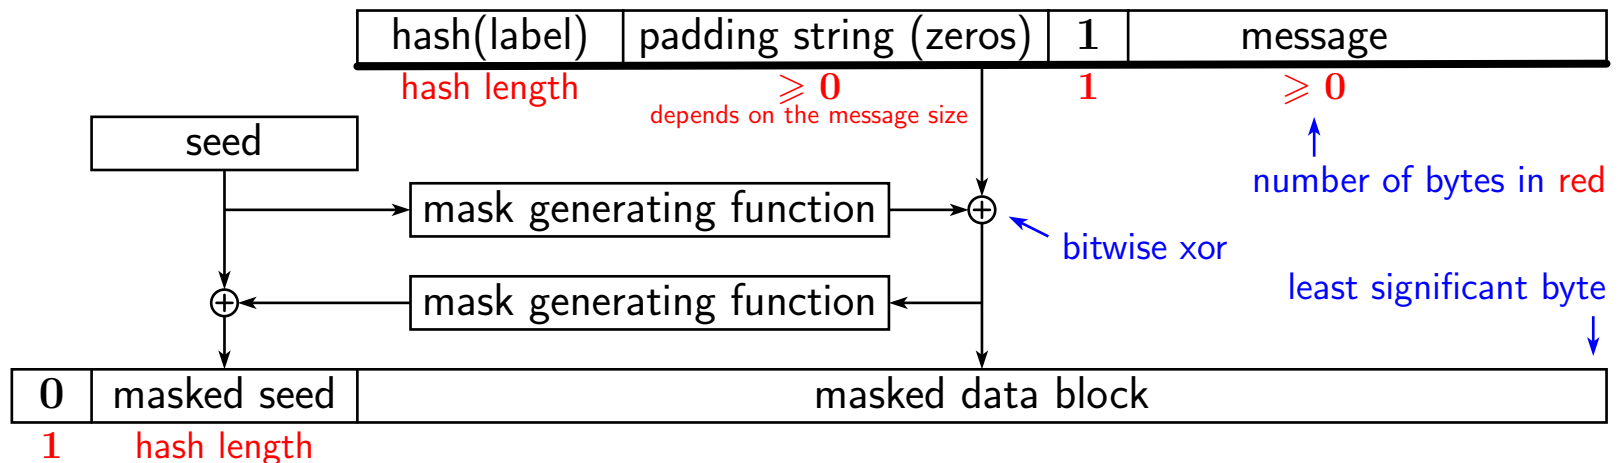 hash(label) padding string (zeros) 1 message
hash length ⩾ 0 1 ⩾ 0
depends on the message size
seed
number of bytes in red
mask generating function
bitwise xor
mask generating function
least significant byte
0 masked seed masked data block
1 hash length